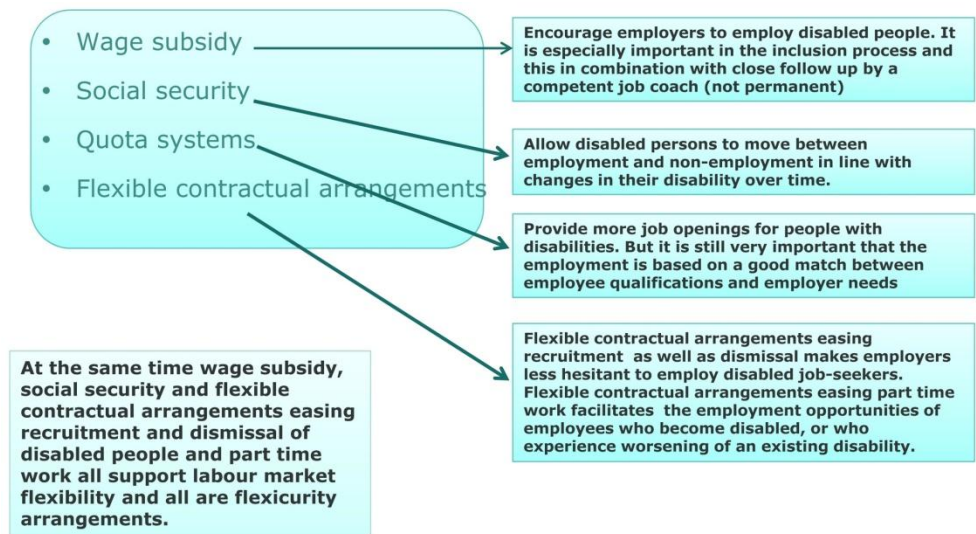 • Wage subsidy
• Social security
• Quota systems
• Flexible contractual arrangements
Encourage employers to employ disabled people. It
is especially important in the inclusion process and
this in combination with close follow up by a
competent job coach (not permanent)
Allow disabled persons to move between
employment and non-employment in line with
changes in their disability over time.
Provide more job openings for people with
disabilities. But it is still very important that the
employment is based on a good match between
employee qualifications and employer needs
Flexible contractual arrangements easing
recruitment as well as dismissal makes employers
less hesitant to employ disabled job-seekers.
Flexible contractual arrangements easing part time
work facilitates the employment opportunities of
employees who become disabled, or who
experience worsening of an existing disability.
At the same time wage subsidy,
social security and flexible
contractual arrangements easing
recruitment and dismissal of
disabled people and part time
work all support labour market
flexibility and all are flexicurity
arrangements.